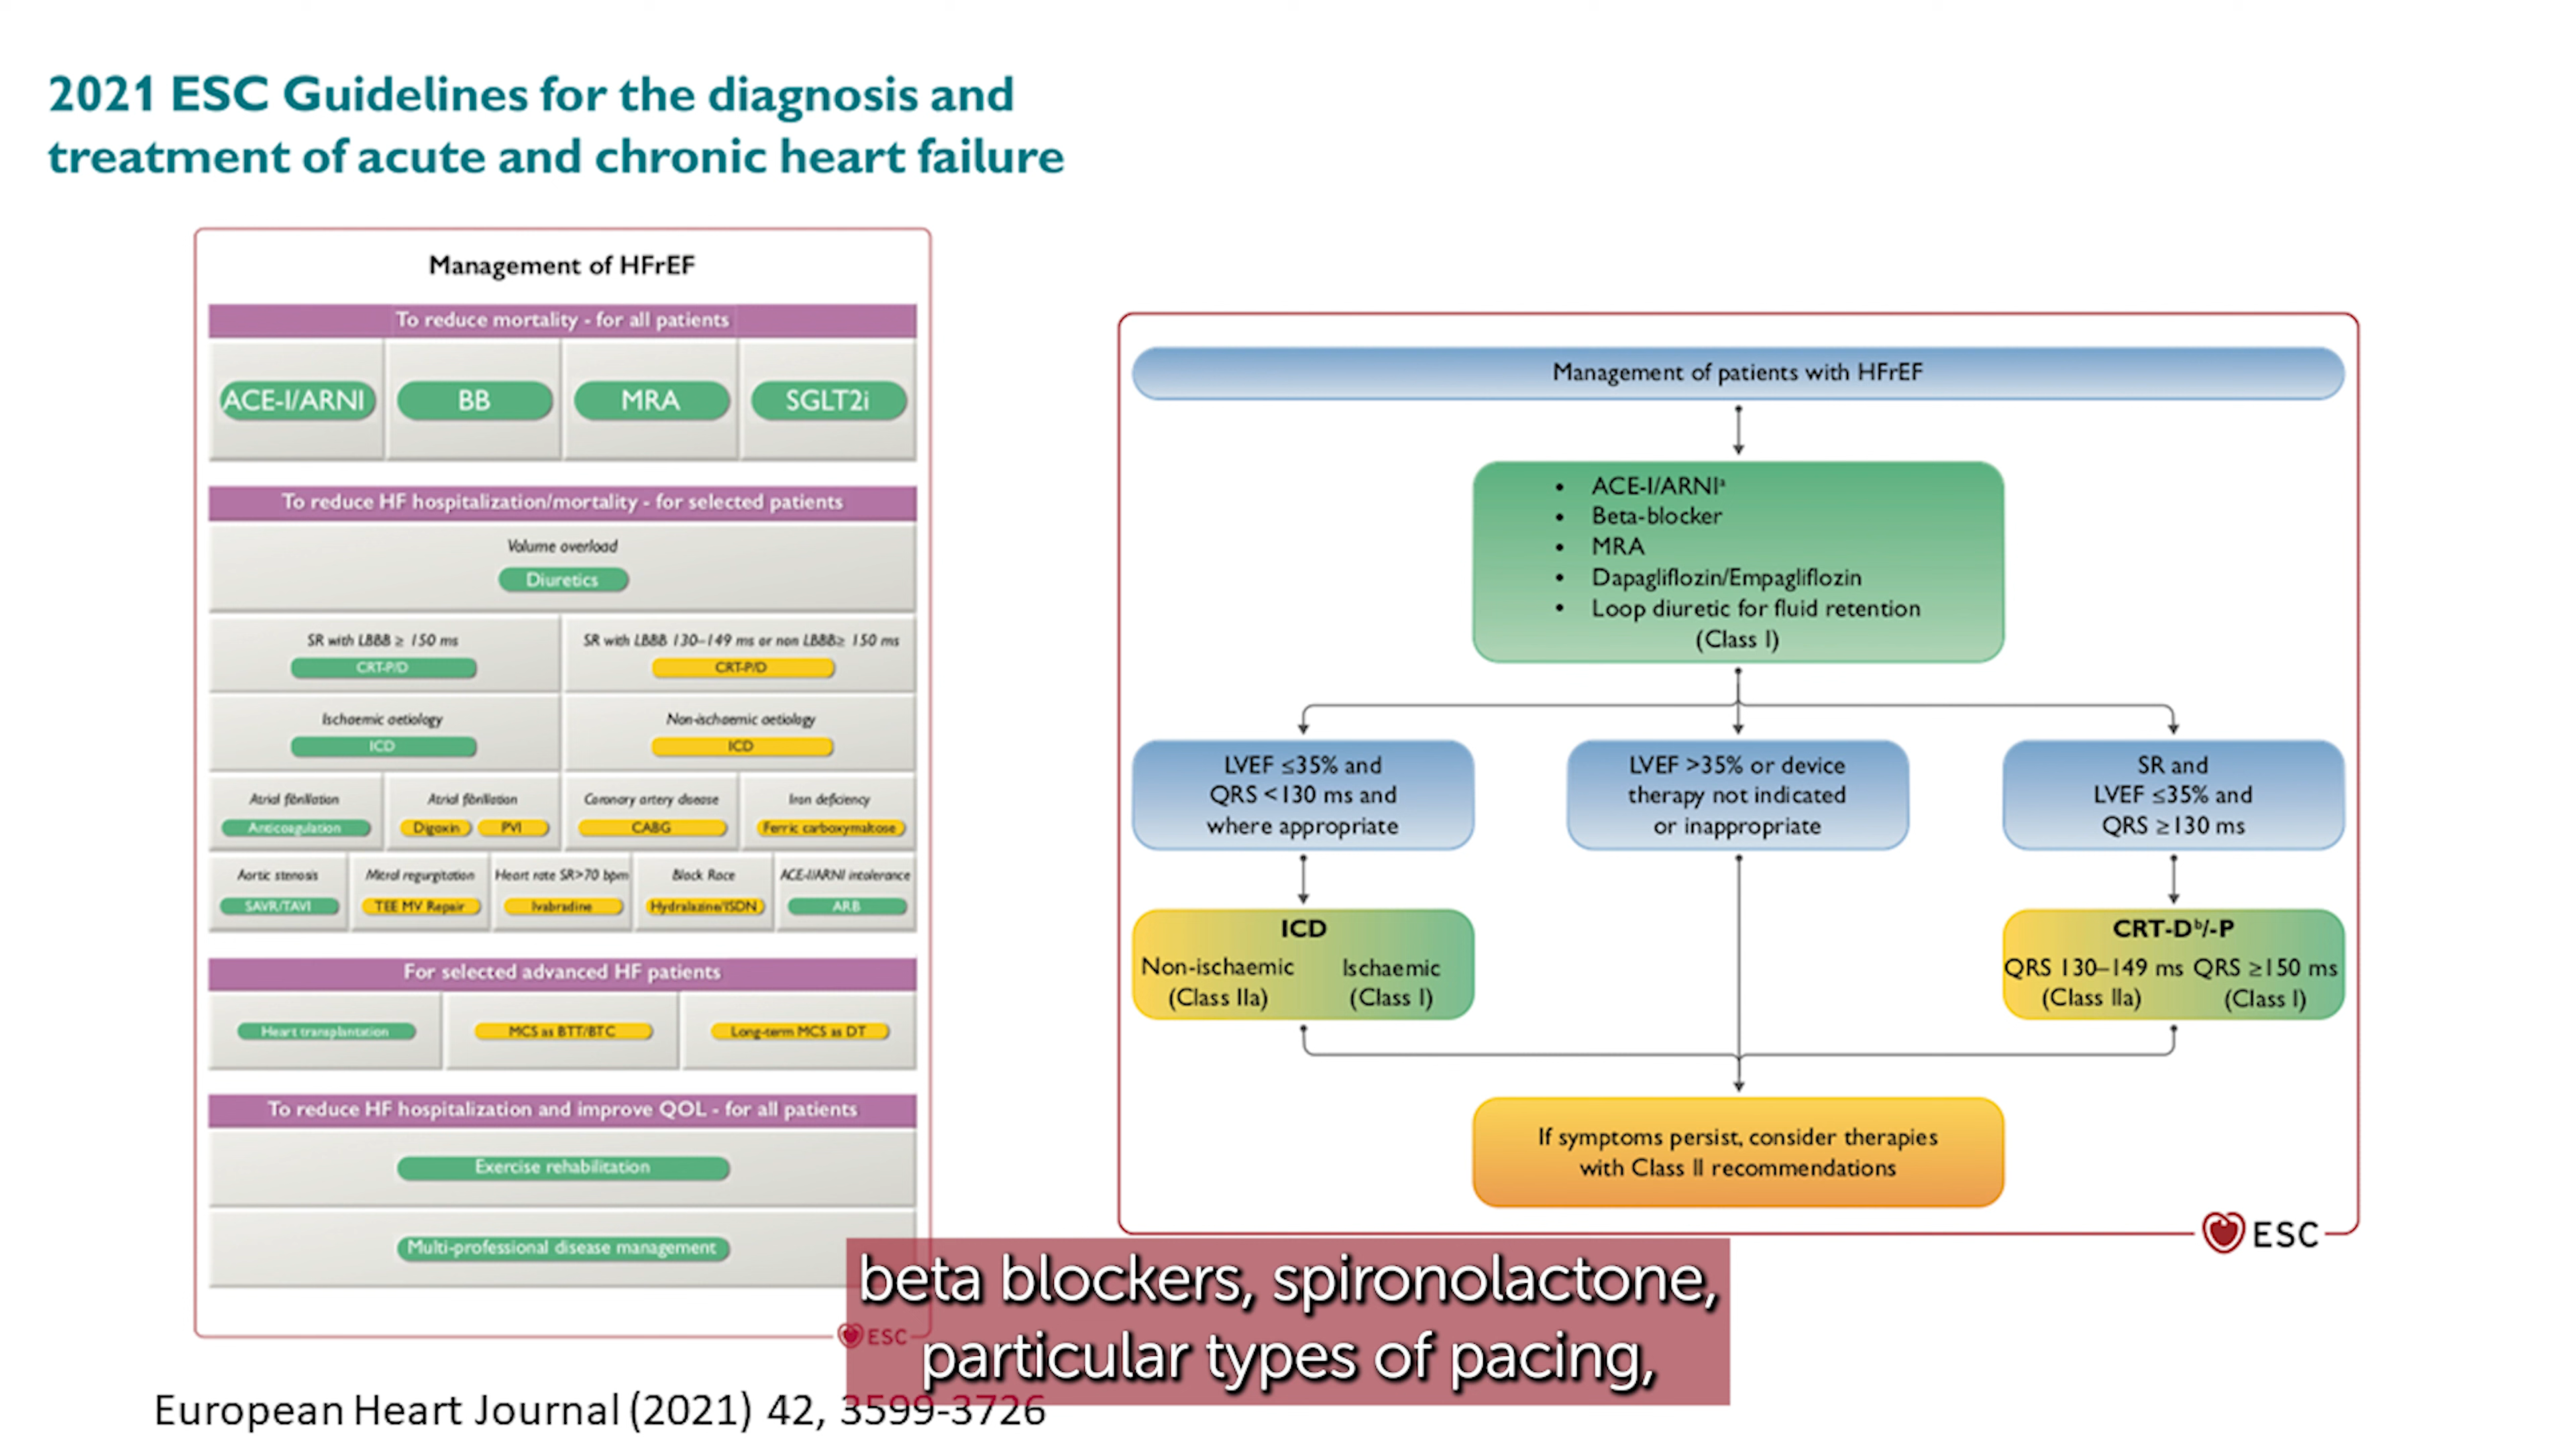 2021 ESC Guidelines for the diagnosis and
treatment of acute and chronic heart failure
Management of HFrEF
To reduce mortality - for all patients
ACE-I/ARNI
BB
MRA
SGLT2i
To reduce HF hospitalization/mortality - for selected patients
Volume overload
Diuretics
SR with LBBB ≥ 150 ms
CRT-P/D
SR with LBBB 130–149 ms or non LBBB≥ 150 ms
CRT-P/D
Ischaemic aetiology
ICD
Non-ischaemic aetiology
ICD
Atrial fibrillation
Anticoagulation
Atrial fibrillation
Digoxin
PVI
Coronary artery disease
CABG
Iron deficiency
Ferric carboxymaltose
Aortic stenosis
SAVR/TAVI
Mitral regurgitation
TEE MV Repair
Heart rate SR>70 bpm
Ivabradine
Black Race
Hydralazine/ISDN
ACE-I/ARNI intolerance
ARB
For selected advanced HF patients
Heart transplantation
MCS as BTT/BTC
Long-term MCS as DT
To reduce HF hospitalization and improve QOL - for all patients
Exercise rehabilitation
Multi-professional disease management
ESC
Management of patients with HFrEF
• ACE-I/ARNIᵃ
• Beta-blocker
• MRA
• Dapagliflozin/Empagliflozin
• Loop diuretic for fluid retention
(Class I)
LVEF ≤35% and
QRS <130 ms and
where appropriate
LVEF >35% or device
therapy not indicated
or inappropriate
SR and
LVEF ≤35% and
QRS ≥130 ms
ICD
Non-ischaemic
(Class IIa)
Ischaemic
(Class I)
CRT-Dᵇ/-P
QRS 130–149 ms
(Class IIa)
QRS ≥150 ms
(Class I)
If symptoms persist, consider therapies
with Class II recommendations
ESC
beta blockers, spironolactone,
particular types of pacing,
European Heart Journal (2021) 42, 3599-3726